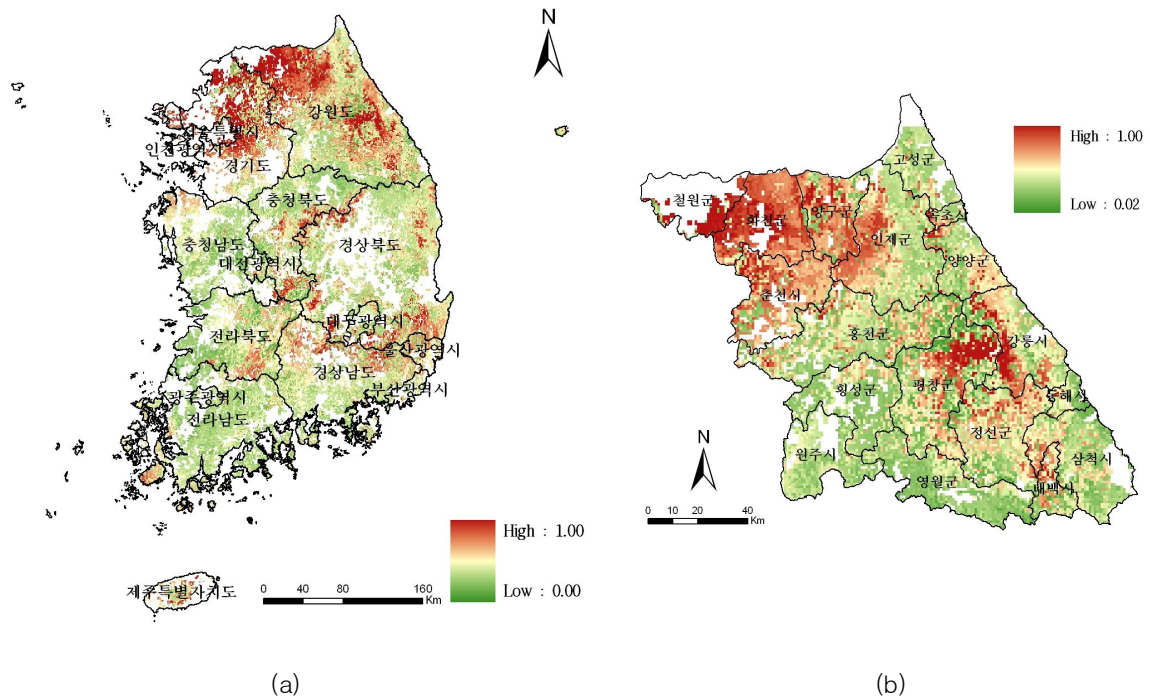 N
강원도
서울특별시
인천광역시
경기도
충청북도
충청남도
경상북도
대전광역시
대구광역시
전라북도
울산광역시
경상남도
부산광역시
광주광역시
전라남도
제주특별자치도
High : 1.00
Low : 0.00
0 40 80 160
Km
(a)
High : 1.00
Low : 0.02
고성군
철원군
화천군
양구군
속초시
인제군
양양군
춘천시
홍천군
강릉시
평창군
횡성군
동해시
정선군
원주시
삼척시
영월군
태백시
N
0 10 20 40
Km
(b)